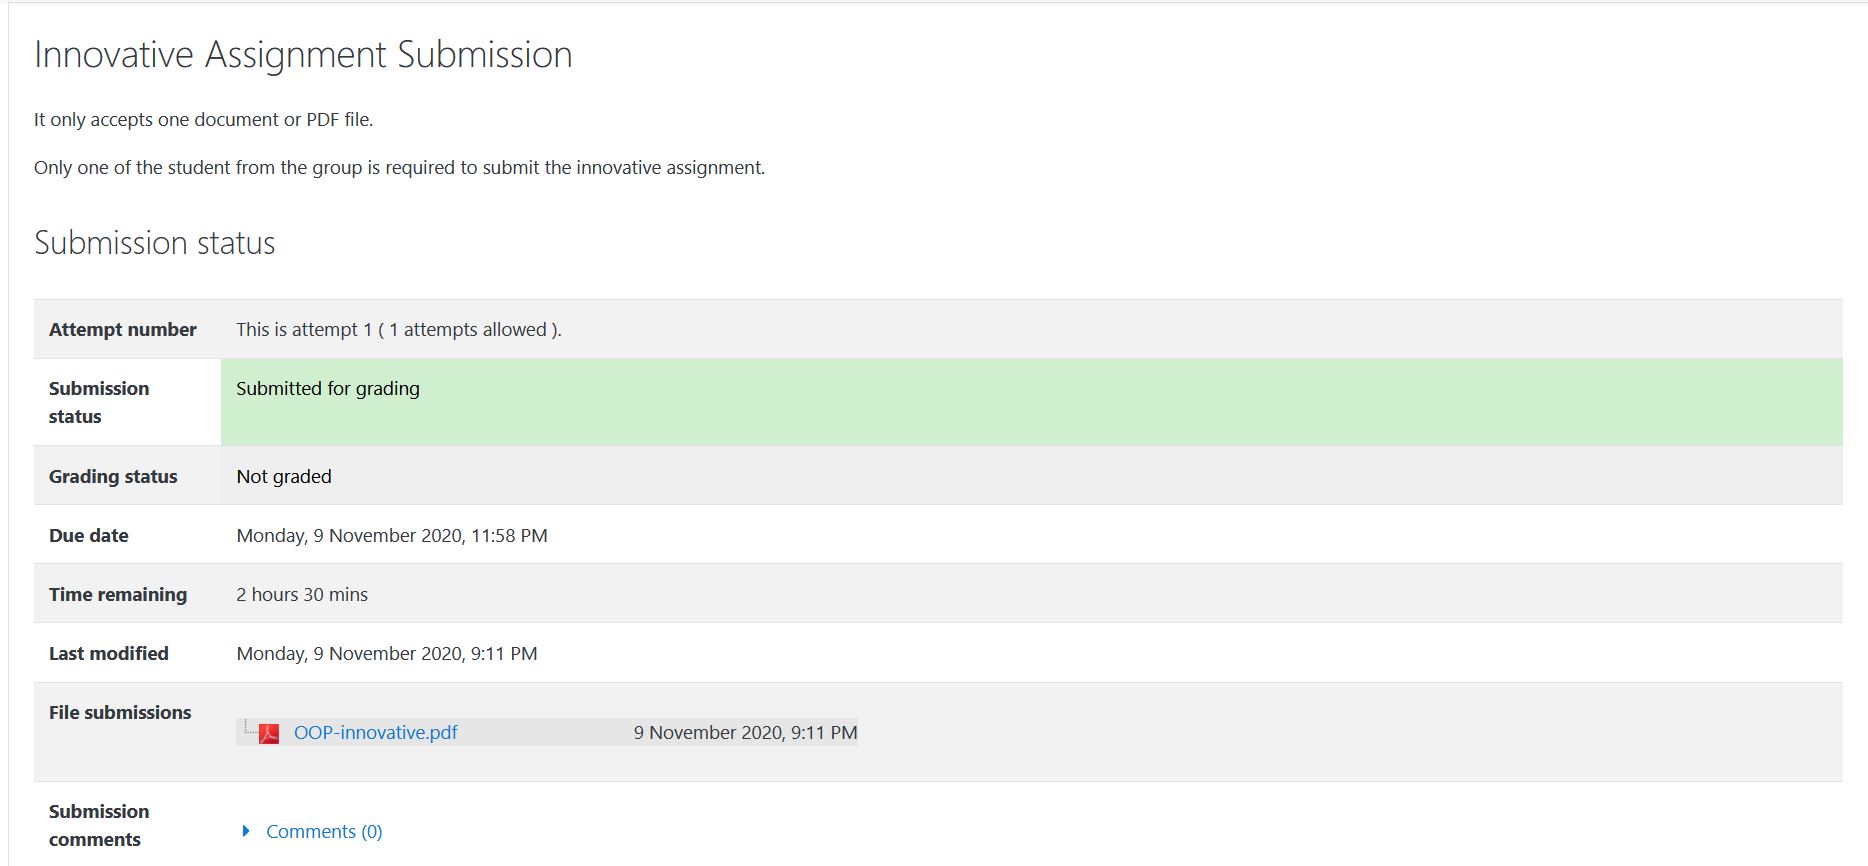 Innovative Assignment Submission
It only accepts one document or PDF file.
Only one of the student from the group is required to submit the innovative assignment.
Submission status
Attempt number This is attempt 1 ( 1 attempts allowed ).
Submission
status
Submitted for grading
Grading status Not graded
Due date Monday, 9 November 2020, 11:58 PM
Time remaining 2 hours 30 mins
Last modified Monday, 9 November 2020, 9:11 PM
File submissions
OOP-innovative.pdf 9 November 2020, 9:11 PM
Submission
comments
Comments (0)